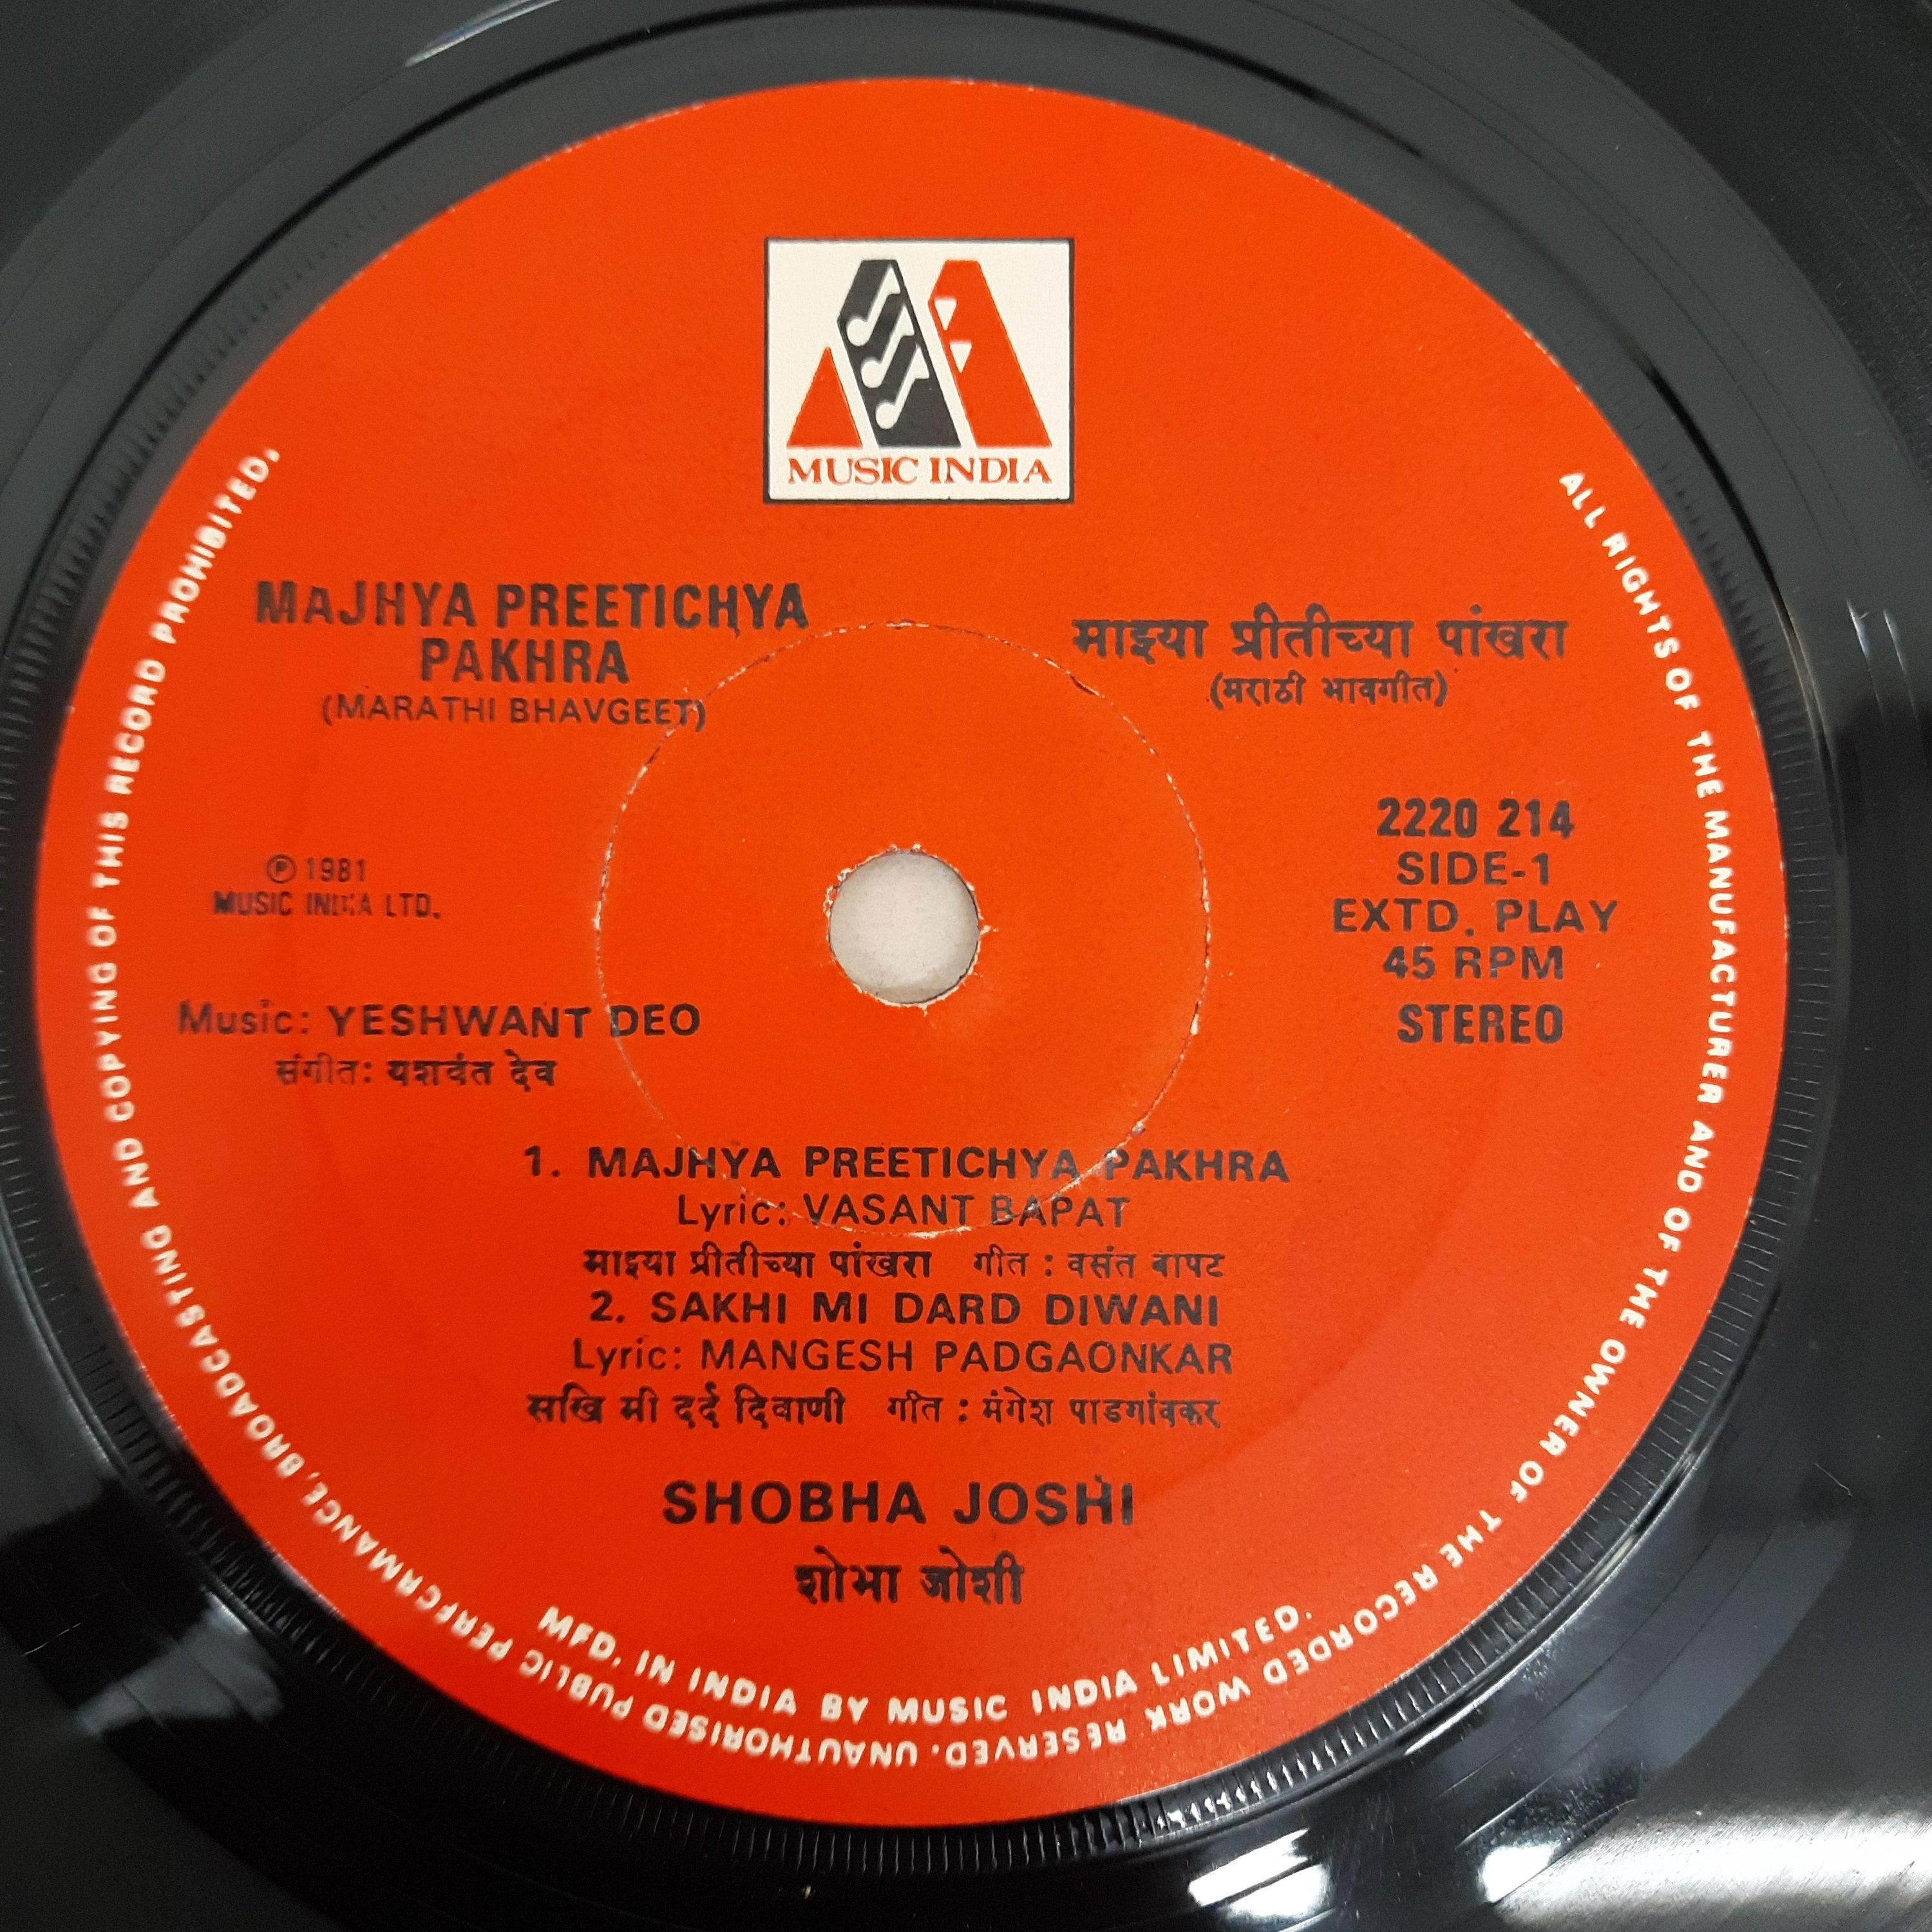 MUSIC INDIA
MAJHYA PREETICHYA
PAKHRA
(MARATHI BHAVGEET)
माझ्या प्रीतीच्या पांखरा
(मराठी भावगीत)
℗ 1981
MUSIC INDIA LTD.
2220 214
SIDE-1
EXTD. PLAY
45 RPM
STEREO
Music: YESHWANT DEO
संगीत: यशवंत देव
1. MAJHYA PREETICHYA PAKHRA
Lyric: VASANT BAPAT
माझ्या प्रीतीच्या पांखरा गीत : वसंत बापट
2. SAKHI MI DARD DIWANI
Lyric: MANGESH PADGAONKAR
सखि मी दर्द दिवाणी गीत : मंगेश पाडगांवकर
SHOBHA JOSHI
शोभा जोशी
MFD. IN INDIA BY MUSIC INDIA LIMITED.
ALL RIGHTS OF THE MANUFACTURER AND OF THE OWNER OF THE RECORDED WORK RESERVED. UNAUTHORISED PUBLIC PERFORMANCE, BROADCASTING AND COPYING OF THIS RECORD PROHIBITED.